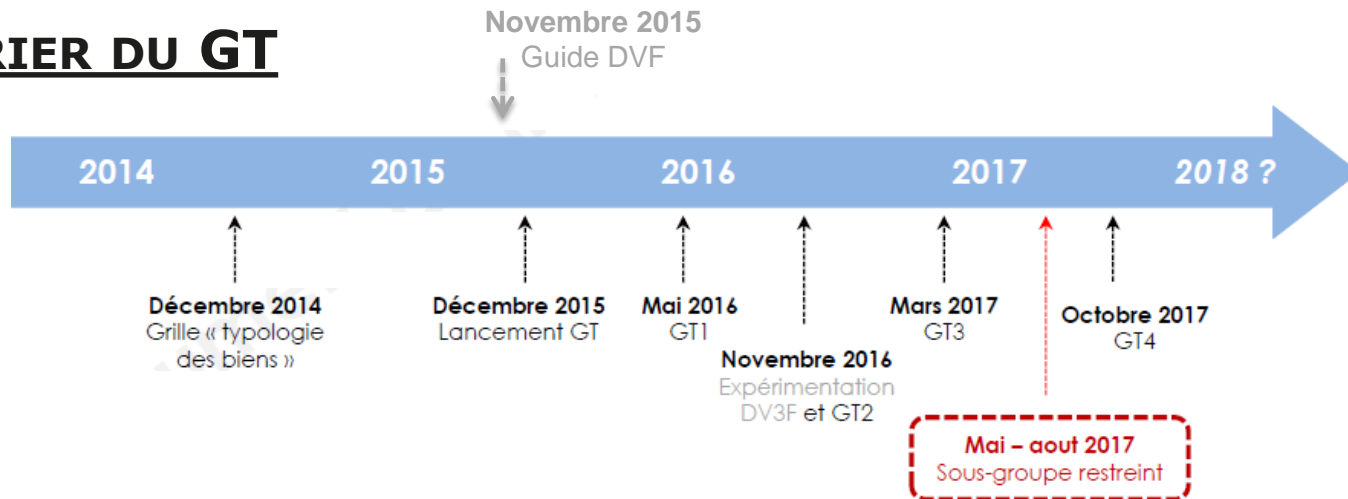 RIER DU GT
Novembre 2015
Guide DVF
2014 2015 2016 2017 2018 ?
Décembre 2014
Grille « typologie
des biens »
Décembre 2015
Lancement GT
Mai 2016
GT1
Novembre 2016
Expérimentation
DV3F et GT2
Mars 2017
GT3
Mai – aout 2017
Sous-groupe restreint
Octobre 2017
GT4